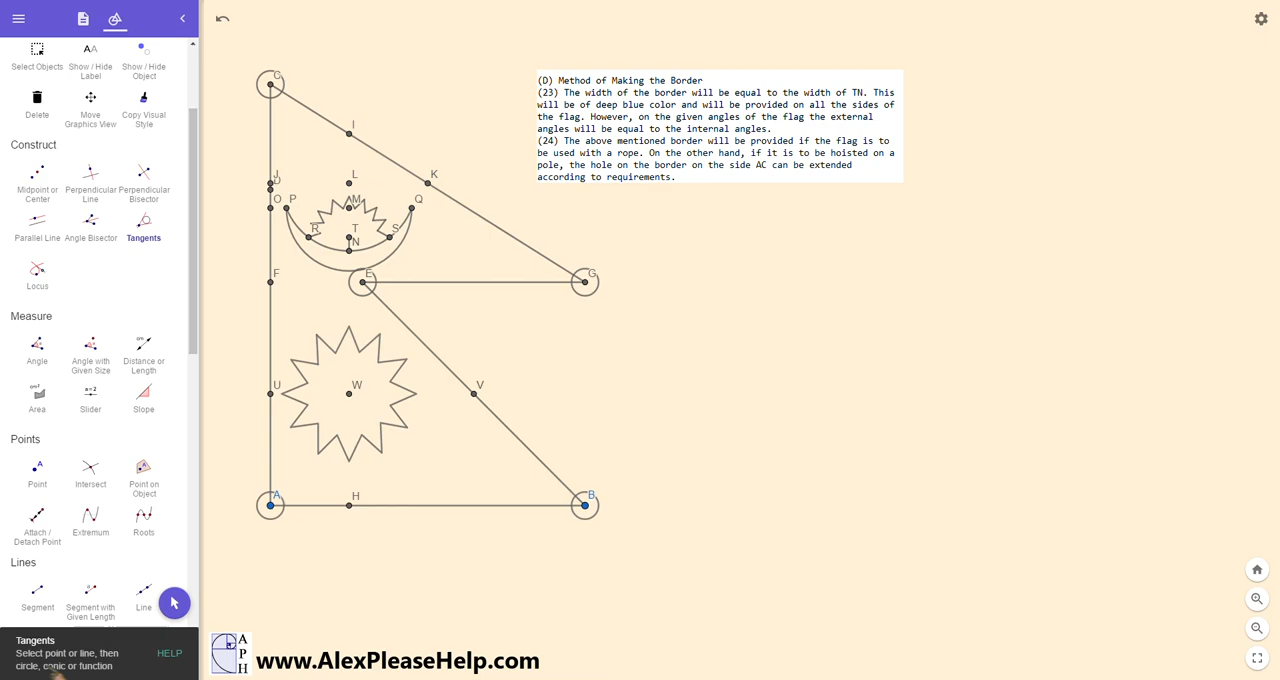 Select Objects
Show / Hide
Label
Show / Hide
Object
Delete
Move
Graphics View
Copy Visual
Style
Construct
Midpoint or
Center
Perpendicular
Line
Perpendicular
Bisector
Parallel Line
Angle Bisector
Tangents
Locus
Measure
Angle
Angle with
Given Size
Distance or
Length
Area
Slider
Slope
Points
Point
Intersect
Point on
Object
Attach /
Detach Point
Extremum
Roots
Lines
Segment
Segment with
Given Length
Line
Tangents
Select point or line, then
circle, conic or function
HELP
(D) Method of Making the Border
(23) The width of the border will be equal to the width of TN. This
will be of deep blue color and will be provided on all the sides of
the flag. However, on the given angles of the flag the external
angles will be equal to the internal angles.
(24) The above mentioned border will be provided if the flag is to
be used with a rope. On the other hand, if it is to be hoisted on a
pole, the hole on the border on the side AC can be extended
according to requirements.
C
I
J
D
L
K
O
P
M
Q
R
T
S
N
F
E
G
U
W
V
A
H
B
A
P
H
www.AlexPleaseHelp.com